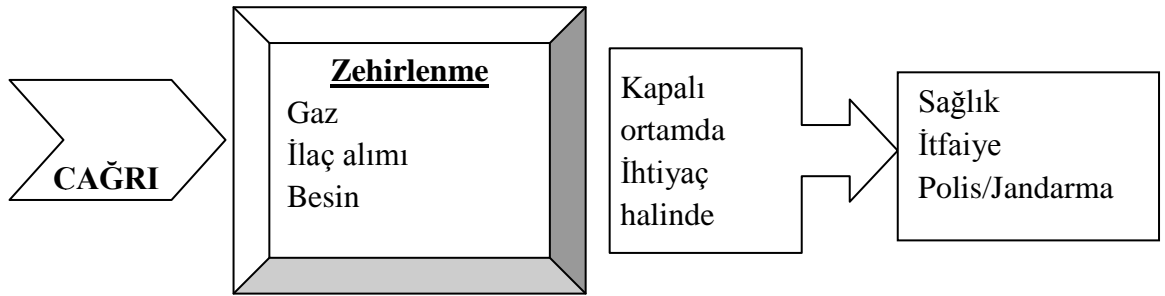 CAĞRI
Zehirlenme
Gaz
İlaç alımı
Besin
Kapalı
ortamda
İhtiyaç
halinde
Sağlık
İtfaiye
Polis/Jandarma